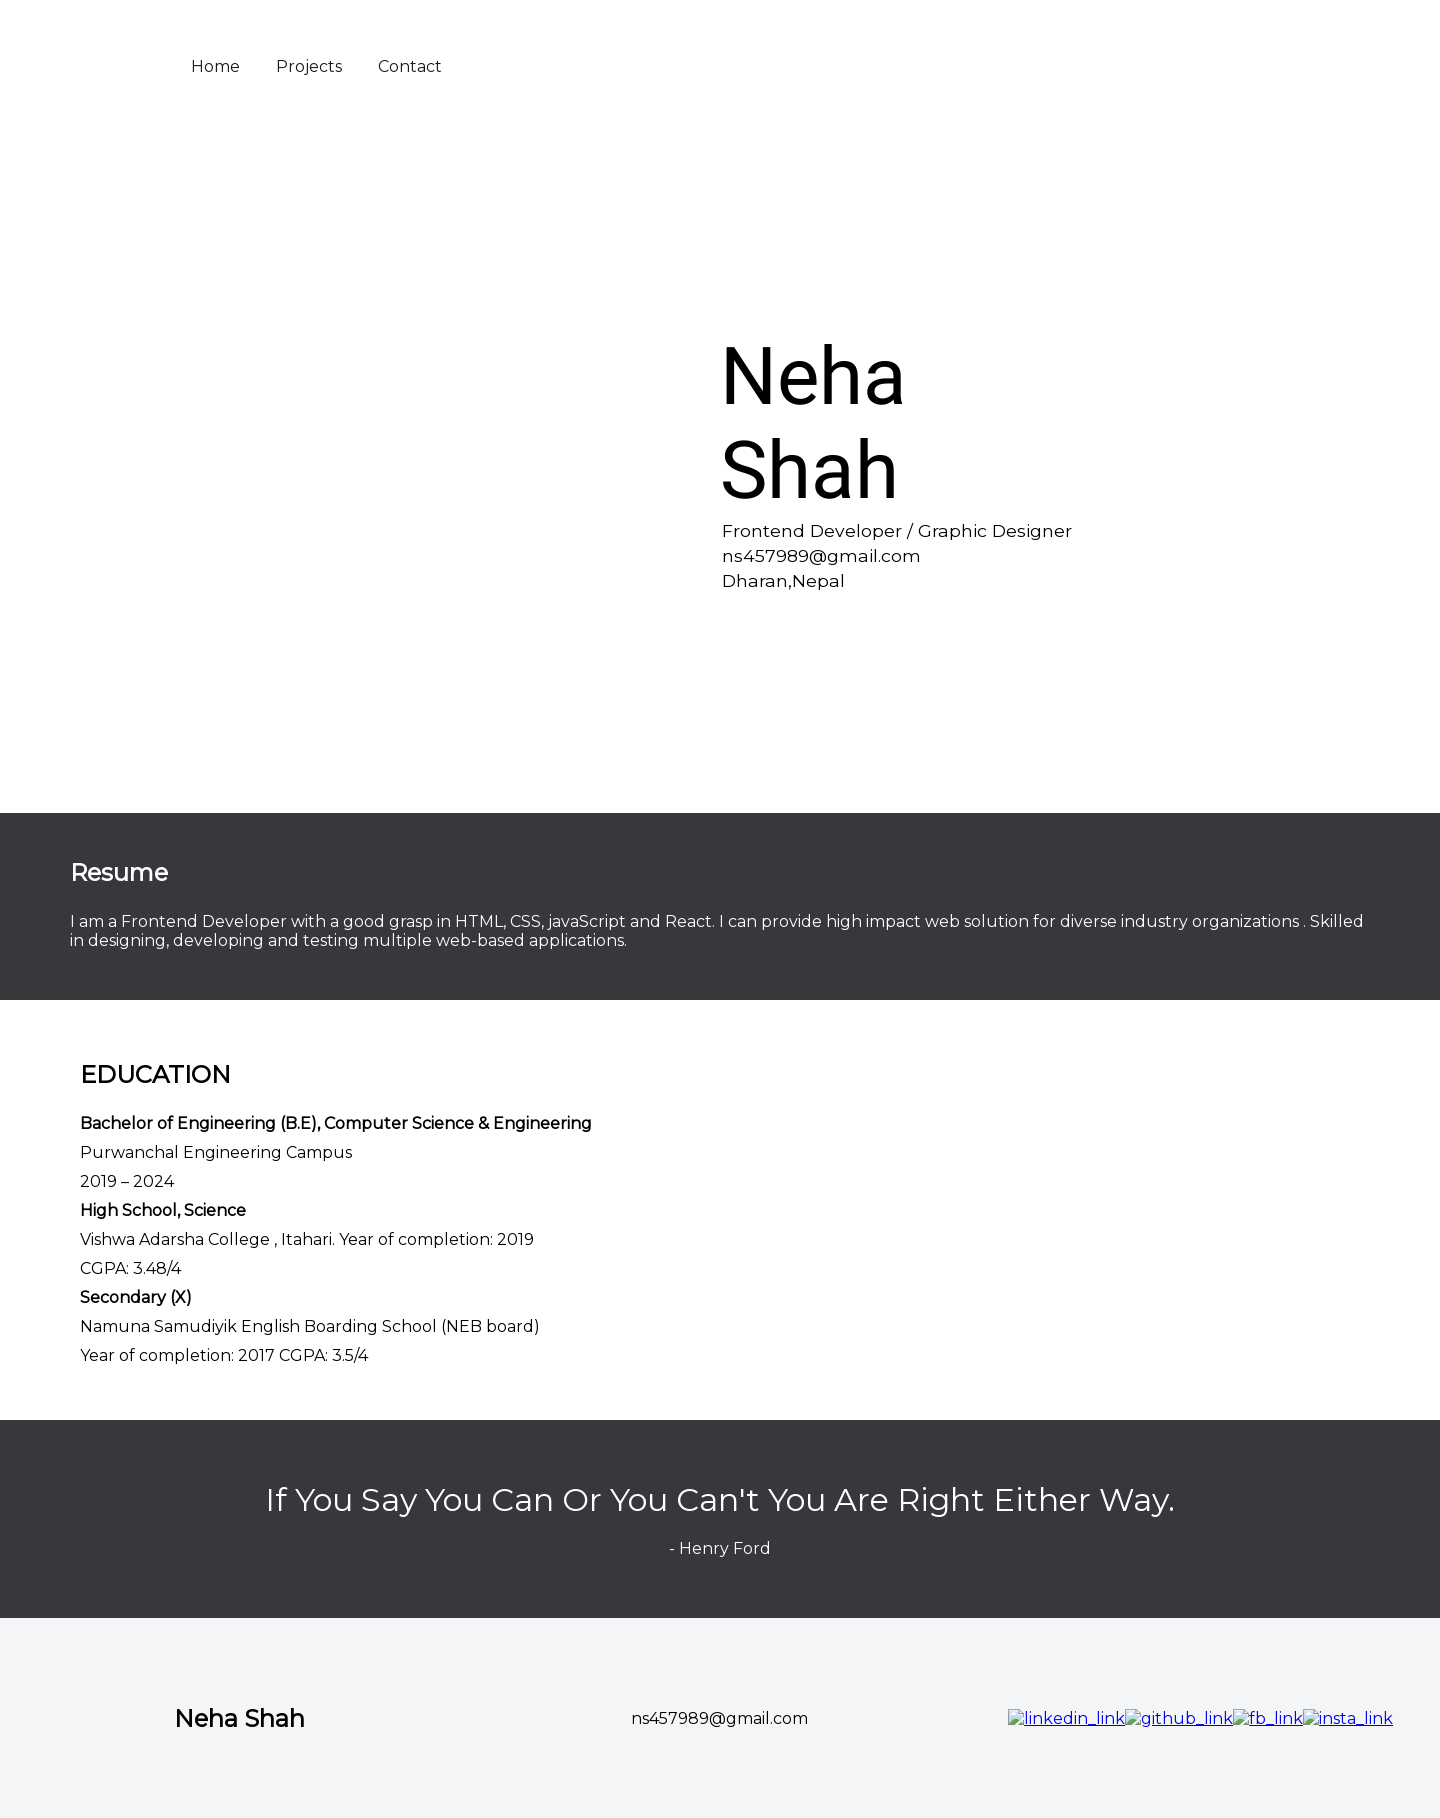 Home Projects Contact
Neha
Shah
Frontend Developer / Graphic Designer
ns457989@gmail.com
Dharan,Nepal
Resume
I am a Frontend Developer with a good grasp in HTML, CSS, javaScript and React. I can provide high impact web solution for diverse industry organizations . Skilled
in designing, developing and testing multiple web-based applications.
EDUCATION
Bachelor of Engineering (B.E), Computer Science & Engineering
Purwanchal Engineering Campus
2019 – 2024
High School, Science
Vishwa Adarsha College , Itahari. Year of completion: 2019
CGPA: 3.48/4
Secondary (X)
Namuna Samudiyik English Boarding School (NEB board)
Year of completion: 2017 CGPA: 3.5/4
If You Say You Can Or You Can't You Are Right Either Way.
- Henry Ford
Neha Shah ns457989@gmail.com linkedin_link github_link fb_link insta_link